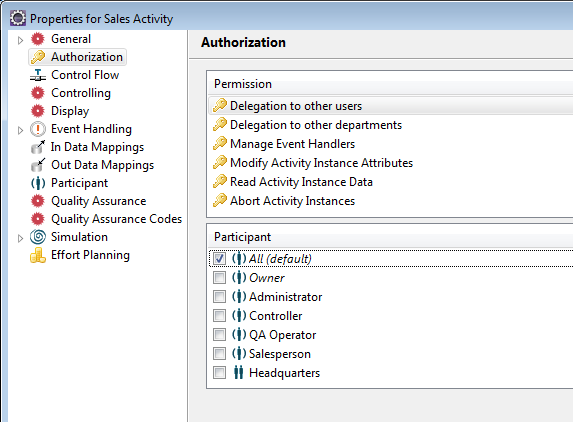 Properties for Sales Activity
General
Authorization
Control Flow
Controlling
Display
Event Handling
In Data Mappings
Out Data Mappings
Participant
Quality Assurance
Quality Assurance Codes
Simulation
Effort Planning
Authorization
Permission
Delegation to other users
Delegation to other departments
Manage Event Handlers
Modify Activity Instance Attributes
Read Activity Instance Data
Abort Activity Instances
Participant
All (default)
Owner
Administrator
Controller
QA Operator
Salesperson
Headquarters